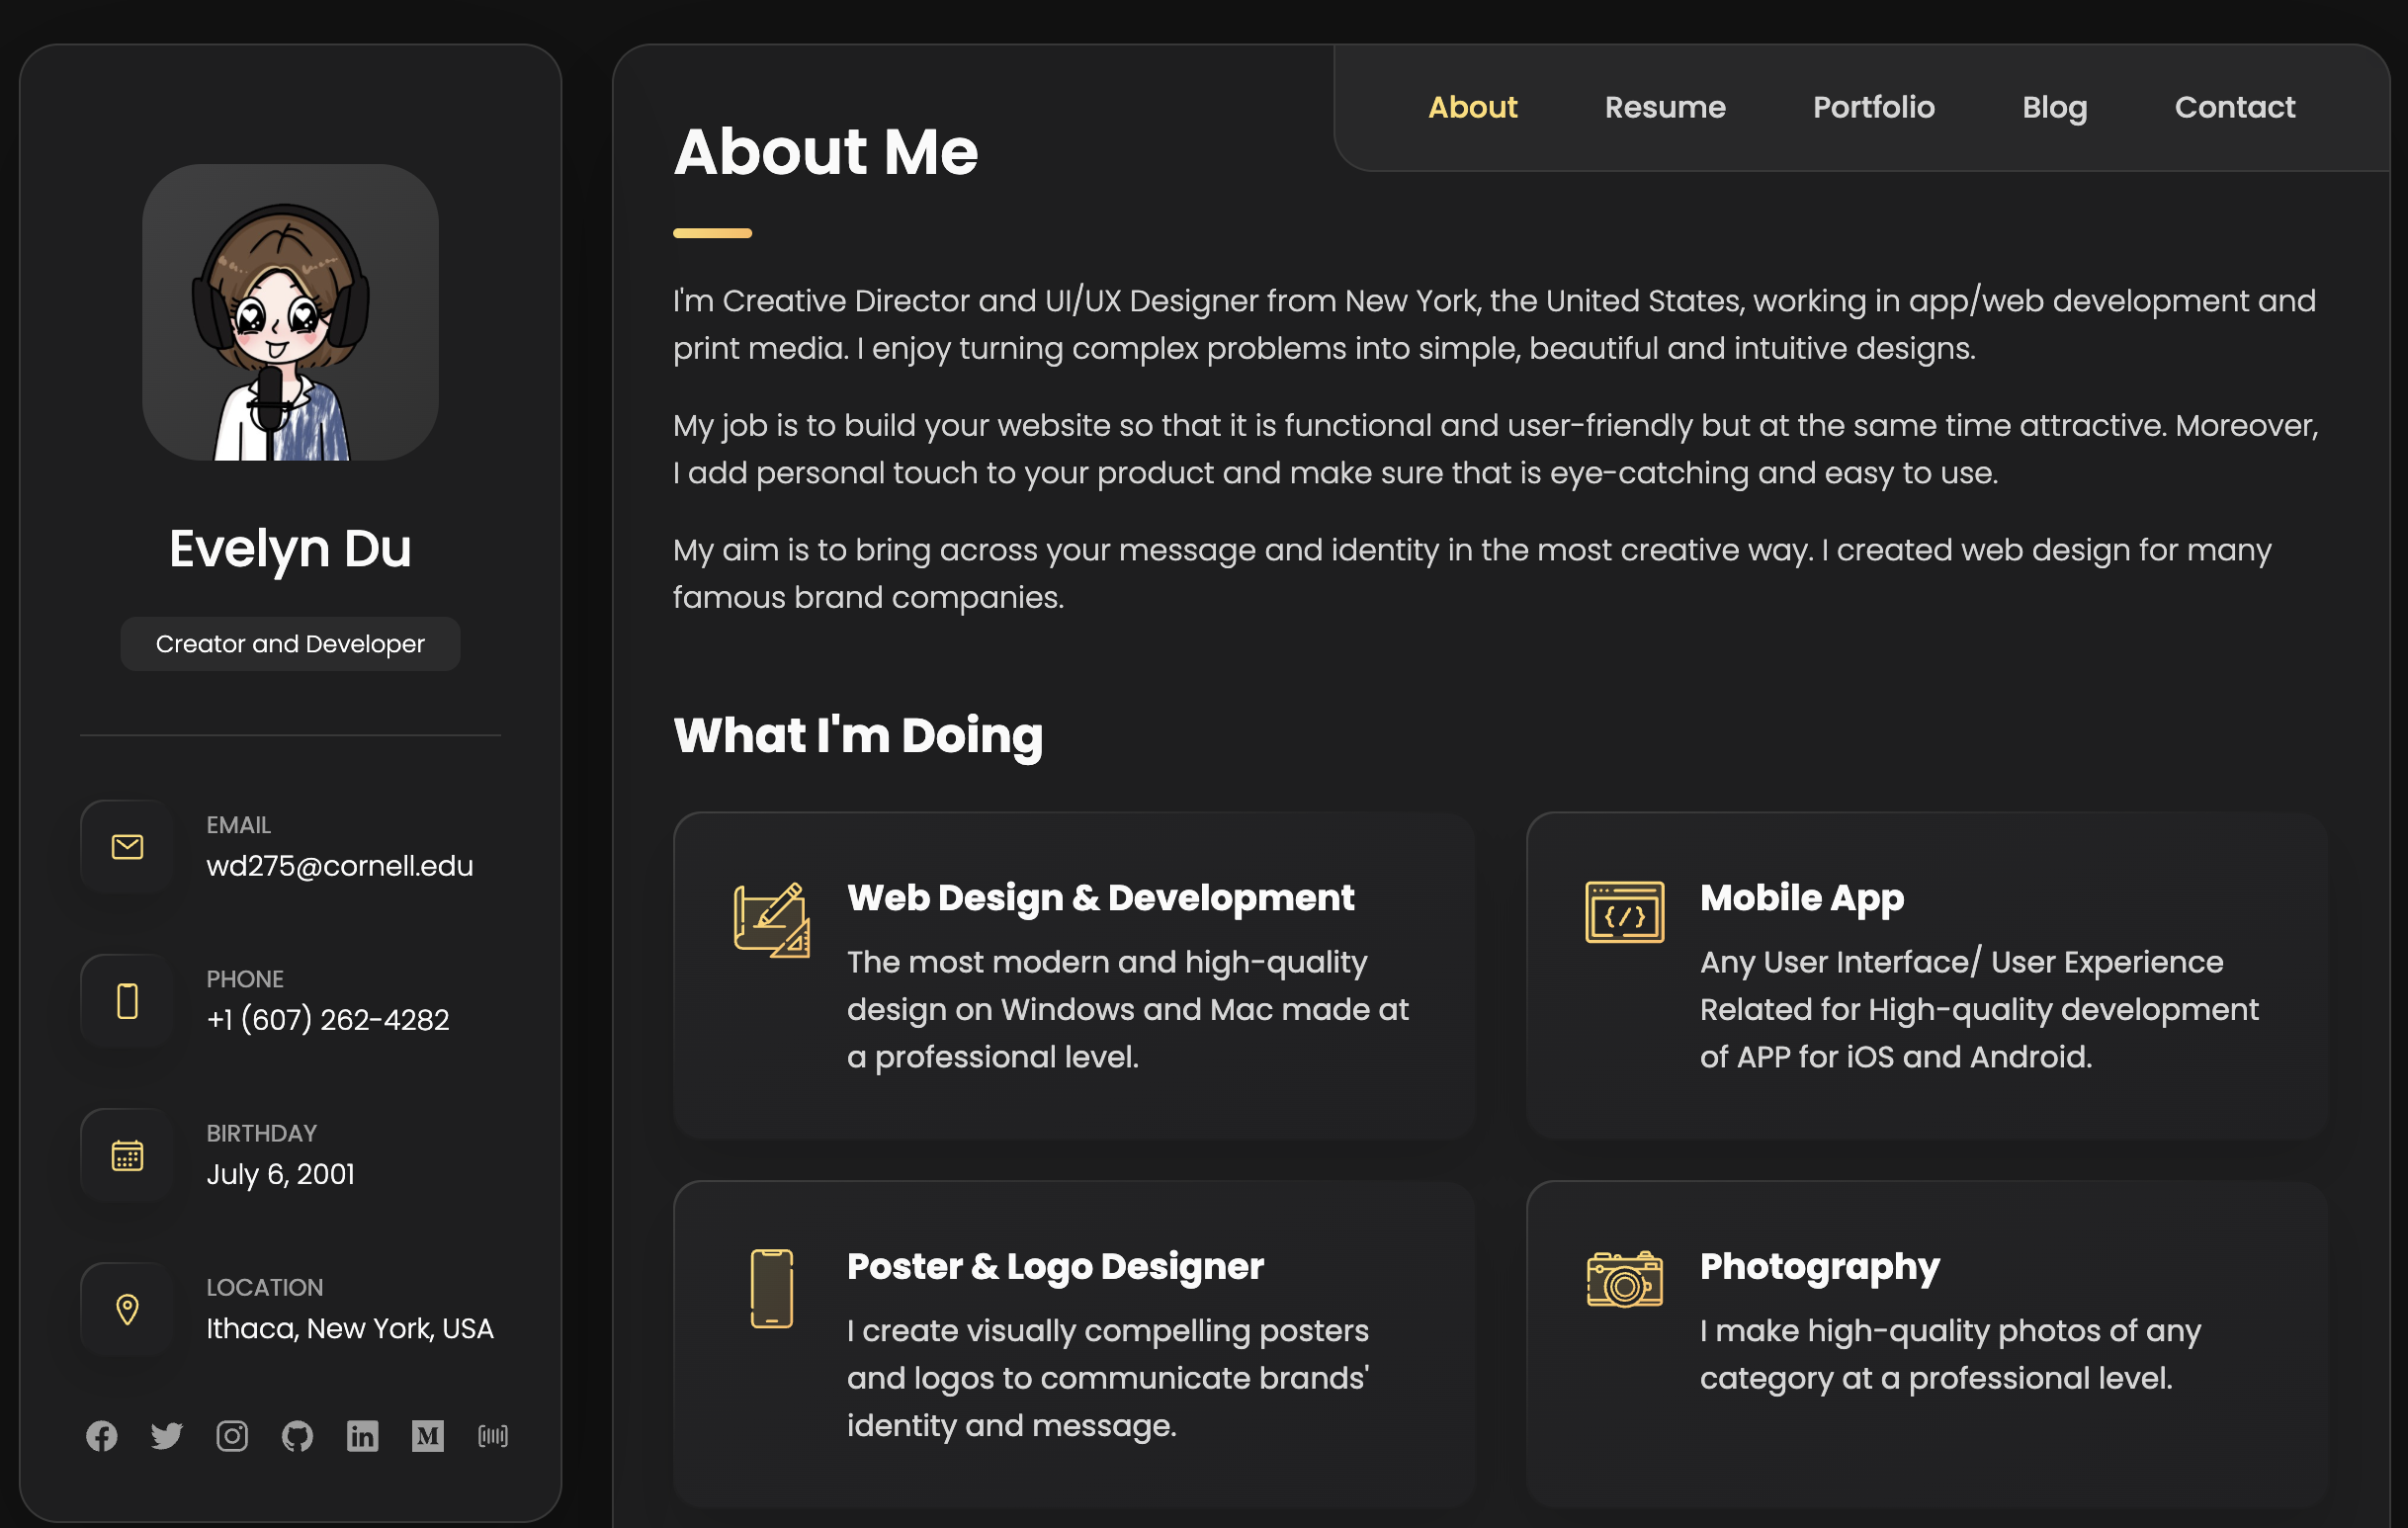 Evelyn Du
Creator and Developer
EMAIL
wd275@cornell.edu
PHONE
+1 (607) 262-4282
BIRTHDAY
July 6, 2001
LOCATION
Ithaca, New York, USA
About
Resume
Portfolio
Blog
Contact
About Me
I'm Creative Director and UI/UX Designer from New York, the United States, working in app/web development and
print media. I enjoy turning complex problems into simple, beautiful and intuitive designs.
My job is to build your website so that it is functional and user-friendly but at the same time attractive. Moreover,
I add personal touch to your product and make sure that is eye-catching and easy to use.
My aim is to bring across your message and identity in the most creative way. I created web design for many
famous brand companies.
What I'm Doing
Web Design & Development
The most modern and high-quality
design on Windows and Mac made at
a professional level.
Mobile App
Any User Interface/ User Experience
Related for High-quality development
of APP for iOS and Android.
Poster & Logo Designer
I create visually compelling posters
and logos to communicate brands'
identity and message.
Photography
I make high-quality photos of any
category at a professional level.